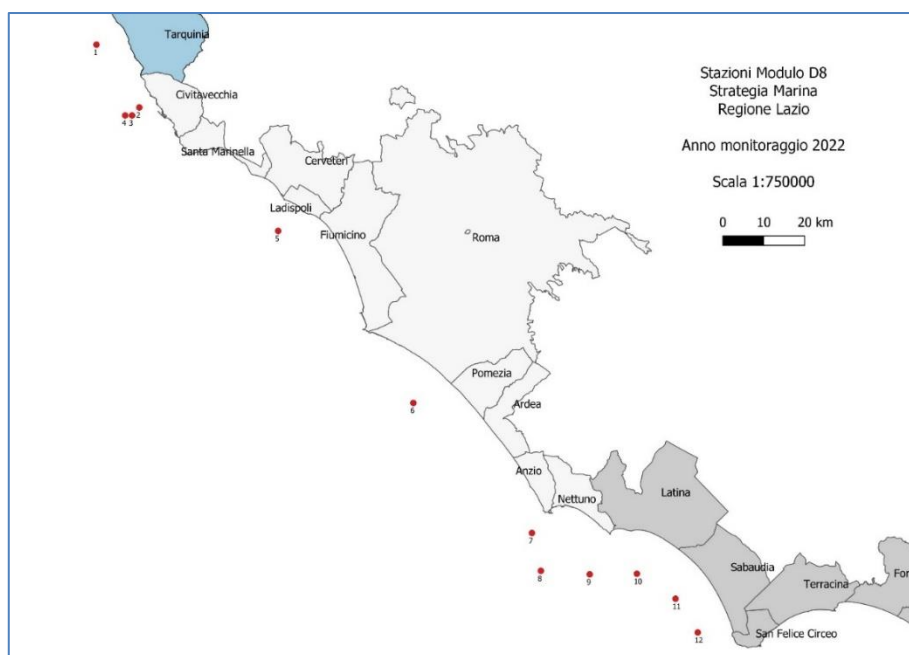 Tarquinia
1
Stazioni Modulo D8
Strategia Marina
Regione Lazio
Anno monitoraggio 2022
Scala 1:750000
0 10 20 km
Civitavecchia
4 3 2
Santa Marinella
Cerveteri
Ladispoli
Fiumicino
Roma
5
Pomezia
Ardea
6
Anzio
Nettuno
Latina
7
8
9
10
Sabaudia
Terracina
For
11
12
San Felice Circeo